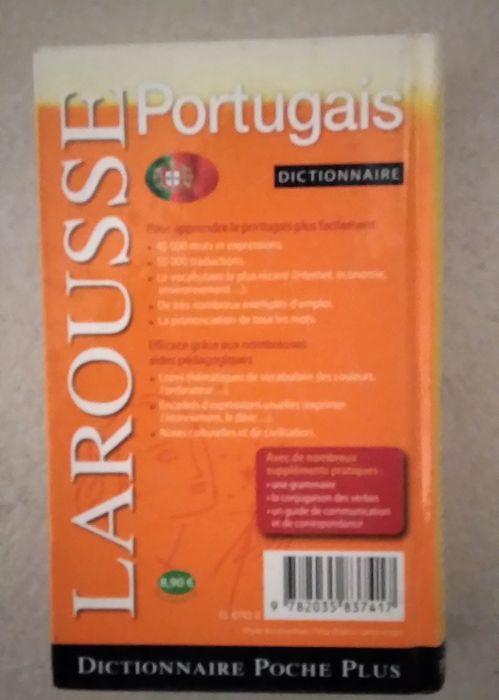 LAROUSSE
Portugais
DICTIONNAIRE
Pour apprendre le portugais plus facilement
• 40 000 mots et expressions.
• 50 000 traductions.
• Le vocabulaire le plus récent (Internet, économie,
environnement ...).
• De très nombreux exemples d'emploi.
• La prononciation de tous les mots.
Efficace grâce aux nombreuses
aides pédagogiques
• Listes thématiques de vocabulaire des couleurs,
l'ordinateur ...).
• Encadrés d'expressions usuelles (exprimer
l'étonnement, le désir ...).
• Notes culturelles et de civilisation.
Avec de nombreux
suppléments pratiques :
• une grammaire
• la conjugaison des verbes
• un guide de communication
et de correspondance
8,90 €
9 782035 837417
DICTIONNAIRE POCHE PLUS